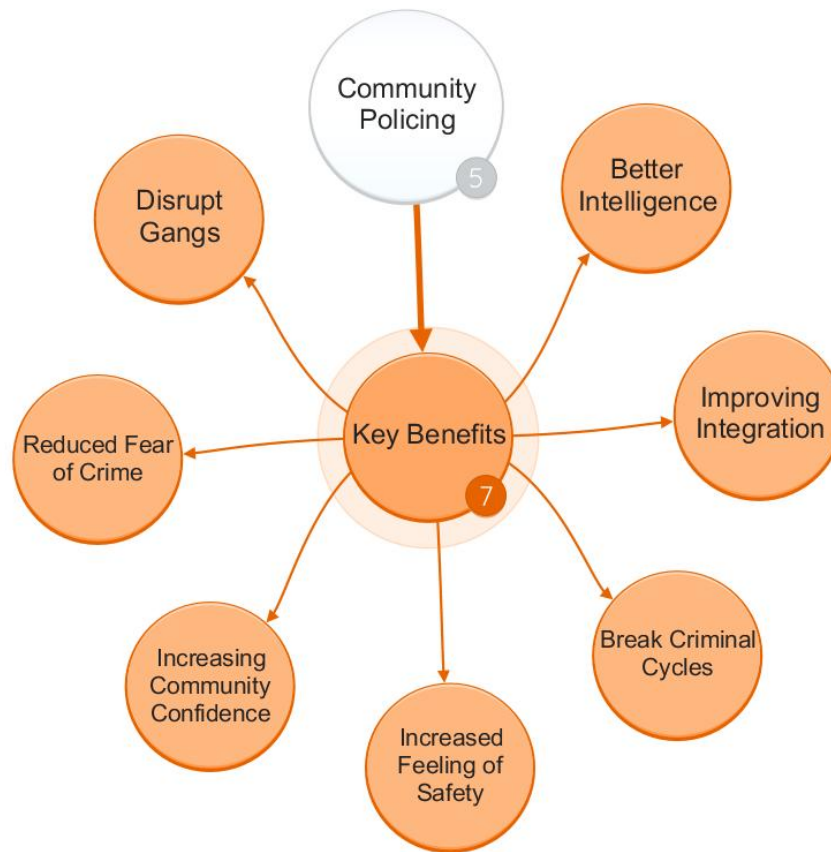 Community
Policing
5
Better
Intelligence
Disrupt
Gangs
Improving
Integration
Key Benefits
7
Reduced Fear
of Crime
Break Criminal
Cycles
Increasing
Community
Confidence
Increased
Feeling of
Safety